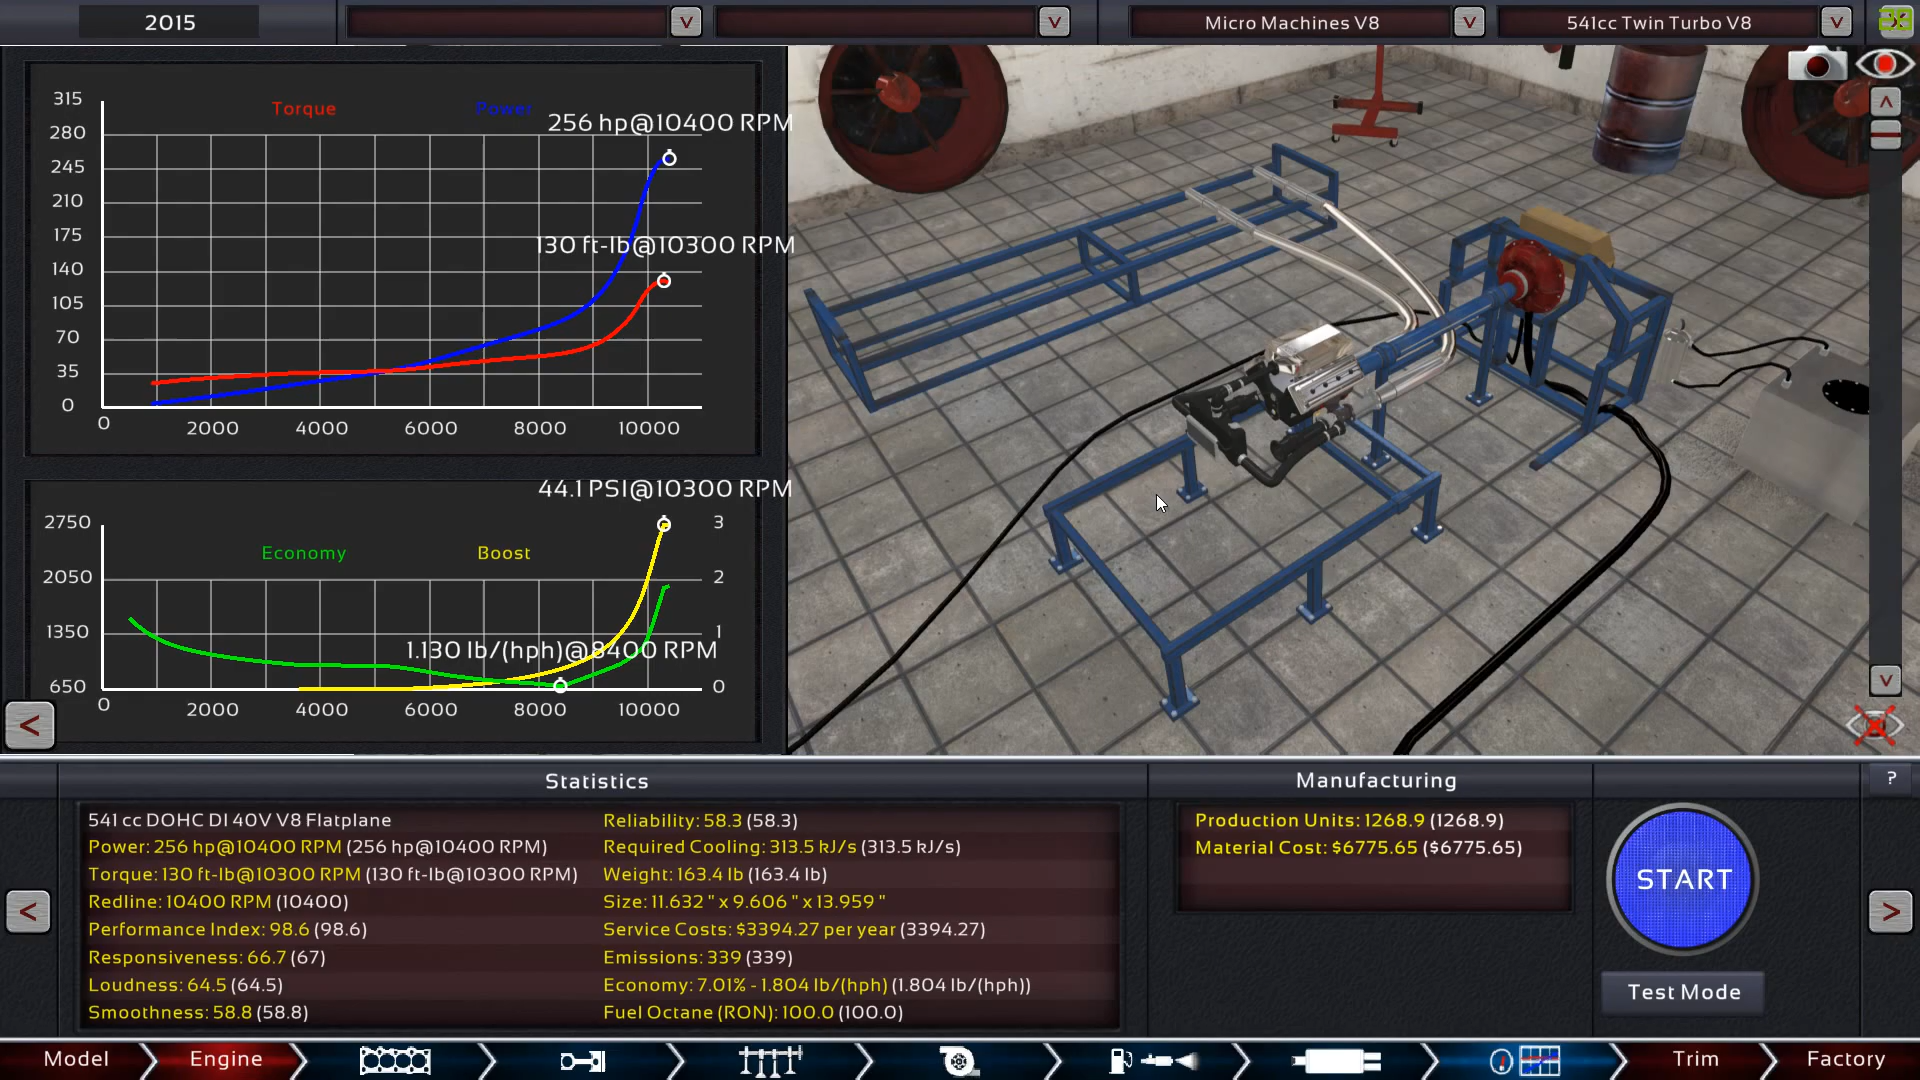 2015
Micro Machines V8
541cc Twin Turbo V8
315
280
245
210
175
140
105
70
35
0
Torque
Power
256 hp@10400 RPM
130 ft-lb@10300 RPM
0 2000 4000 6000 8000 10000
44.1 PSI@10300 RPM
2750
2050
1350
650
3
2
1
0
Economy
Boost
1.130 lb/(hph)@8400 RPM
0 2000 4000 6000 8000 10000
<
Statistics
541 cc DOHC DI 40V V8 Flatplane
Power: 256 hp@10400 RPM (256 hp@10400 RPM)
Torque: 130 ft-lb@10300 RPM (130 ft-lb@10300 RPM)
Redline: 10400 RPM (10400)
Performance Index: 98.6 (98.6)
Responsiveness: 66.7 (67)
Loudness: 64.5 (64.5)
Smoothness: 58.8 (58.8)
Reliability: 58.3 (58.3)
Required Cooling: 313.5 kJ/s (313.5 kJ/s)
Weight: 163.4 lb (163.4 lb)
Size: 11.632 " x 9.606 " x 13.959 "
Service Costs: $3394.27 per year (3394.27)
Emissions: 339 (339)
Economy: 7.01% - 1.804 lb/(hph) (1.804 lb/(hph))
Fuel Octane (RON): 100.0 (100.0)
Manufacturing
Production Units: 1268.9 (1268.9)
Material Cost: $6775.65 ($6775.65)
?
START
Test Mode
<
>
Model
Engine
Trim
Factory